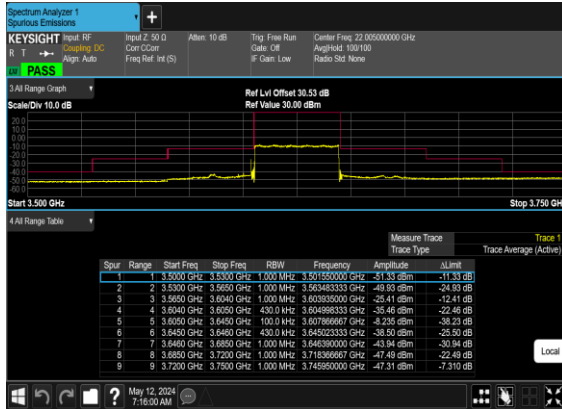 Spectrum Analyzer 1
Spurious Emissions
+
KEYSIGHT Input: RF Input Z: 50 Ω Atten: 10 dB Trig: Free Run Center Freq: 22.005000000 GHz
R T Coupling: DC Corr CCorr Gate: Off Avg|Hold: 100/100
Align: Auto Freq Ref: Int (S) IF Gain: Low Radio Std: None
LXI PASS
3 All Range Graph Ref Lvl Offset 30.53 dB
Scale/Div 10.0 dB Ref Value 30.00 dBm
20.0
10.0
0.00
-10.0
-20.0
-30.0
-40.0
-50.0
-60.0
Start 3.500 GHz Stop 3.750 GH
4 All Range Table
Measure Trace Trace 1
Trace Type Trace Average (Active)
Spur Range Start Freq Stop Freq RBW Frequency Amplitude ΔLimit
1 1 3.5000 GHz 3.5300 GHz 1.000 MHz 3.501550000 GHz -51.33 dBm -11.33 dB
2 2 3.5300 GHz 3.5650 GHz 1.000 MHz 3.563483333 GHz -49.93 dBm -24.93 dB
3 3 3.5650 GHz 3.6040 GHz 1.000 MHz 3.603935000 GHz -25.41 dBm -12.41 dB
4 4 3.6040 GHz 3.6050 GHz 430.0 kHz 3.604998333 GHz -35.46 dBm -22.46 dB
5 5 3.6050 GHz 3.6450 GHz 100.0 kHz 3.607866667 GHz -8.235 dBm -38.23 dB
6 6 3.6450 GHz 3.6460 GHz 430.0 kHz 3.645023333 GHz -38.50 dBm -25.50 dB
7 7 3.6460 GHz 3.6850 GHz 1.000 MHz 3.646390000 GHz -43.94 dBm -30.94 dB
8 8 3.6850 GHz 3.7200 GHz 1.000 MHz 3.718366667 GHz -47.49 dBm -22.49 dB
9 9 3.7200 GHz 3.7500 GHz 1.000 MHz 3.745950000 GHz -47.31 dBm -7.310 dB
Local
? May 12, 2024
7:16:00 AM